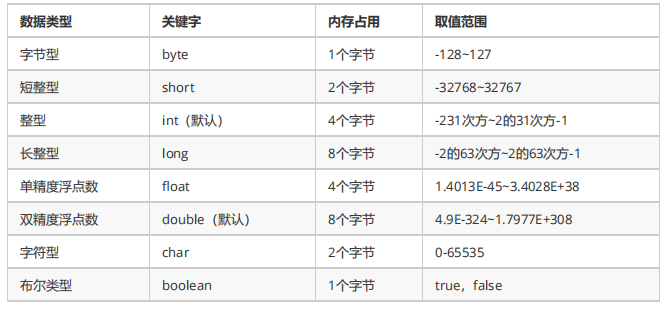 数据类型 关键字 内存占用 取值范围
字节型 byte 1个字节 -128~127
短整型 short 2个字节 -32768~32767
整型 int（默认） 4个字节 -231次方~2的31次方-1
长整型 long 8个字节 -2的63次方~2的63次方-1
单精度浮点数 float 4个字节 1.4013E-45~3.4028E+38
双精度浮点数 double（默认） 8个字节 4.9E-324~1.7977E+308
字符型 char 2个字节 0-65535
布尔类型 boolean 1个字节 true，false